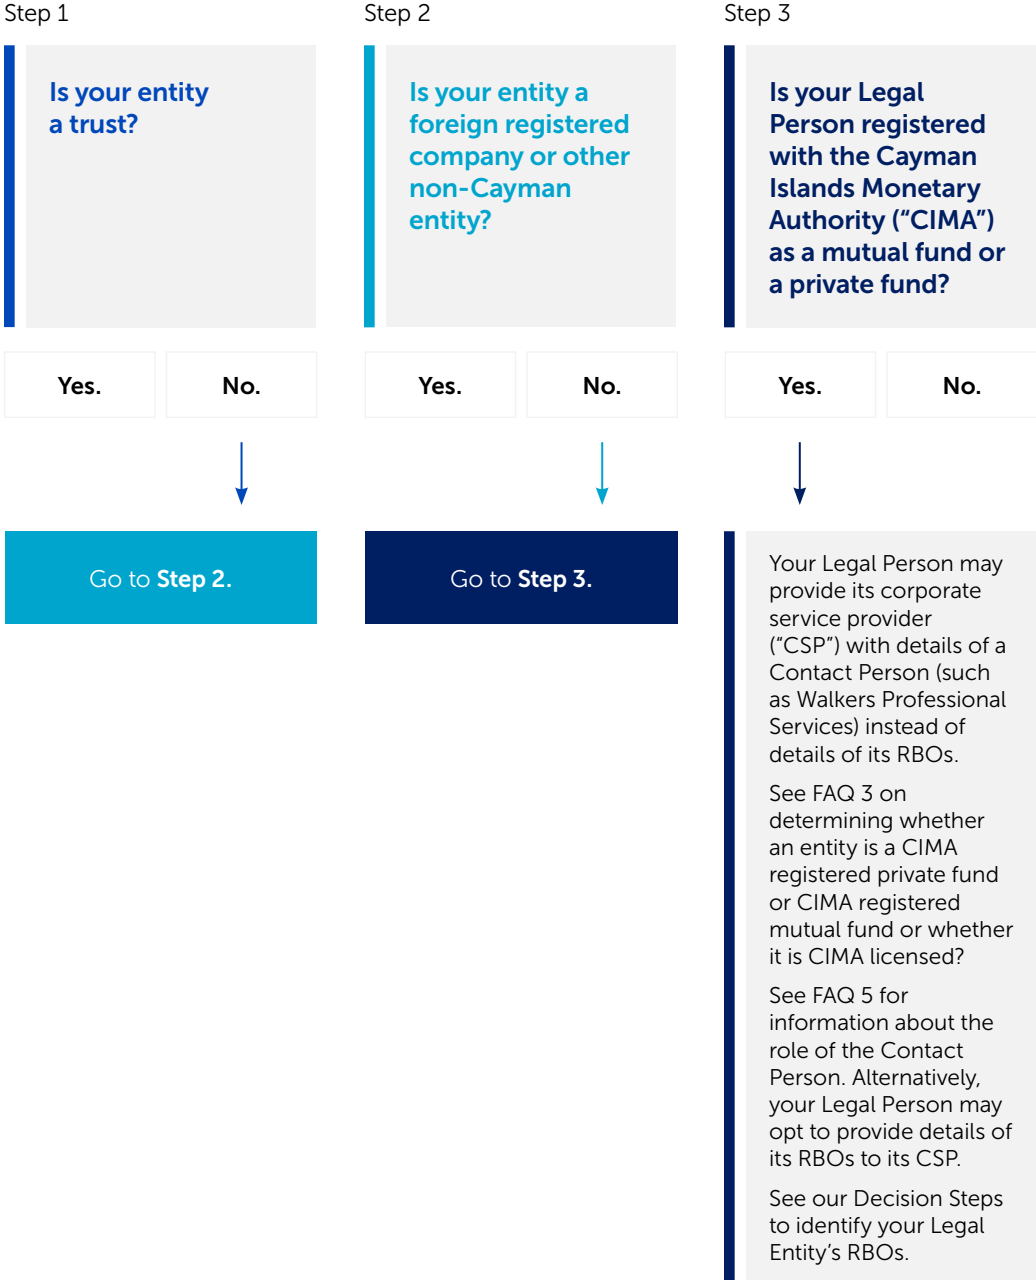 Step 1
Is your entity
a trust?
Yes.
No.
Go to Step 2.
Step 2
Is your entity a
foreign registered
company or other
non-Cayman
entity?
Yes.
No.
Go to Step 3.
Step 3
Is your Legal
Person registered
with the Cayman
Islands Monetary
Authority (“CIMA”)
as a mutual fund or
a private fund?
Yes.
No.
Your Legal Person may
provide its corporate
service provider
(“CSP”) with details of a
Contact Person (such
as Walkers Professional
Services) instead of
details of its RBOs.
See FAQ 3 on
determining whether
an entity is a CIMA
registered private fund
or CIMA registered
mutual fund or whether
it is CIMA licensed?
See FAQ 5 for
information about the
role of the Contact
Person. Alternatively,
your Legal Person may
opt to provide details of
its RBOs to its CSP.
See our Decision Steps
to identify your Legal
Entity’s RBOs.